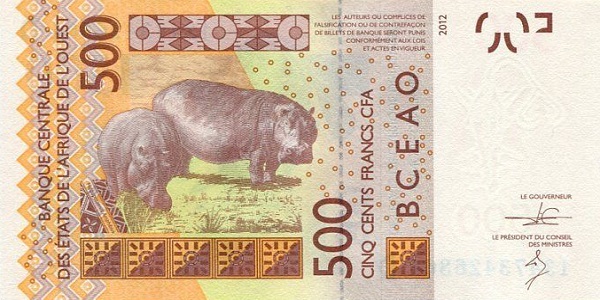 BANQUE CENTRALE
DES ÉTATS DE L'AFRIQUE DE L'OUEST
500
LES AUTEURS OU COMPLICES DE
FALSIFICATION OU DE CONTREFAÇON
DE BILLETS DE BANQUE SERONT PUNIS
CONFORMÉMENT AUX LOIS
ET ACTES EN VIGUEUR
2012
500
CINQ CENTS FRANCS.CFA
BCEAO
LE GOUVERNEUR
LE PRÉSIDENT DU CONSEIL
DES MINISTRES